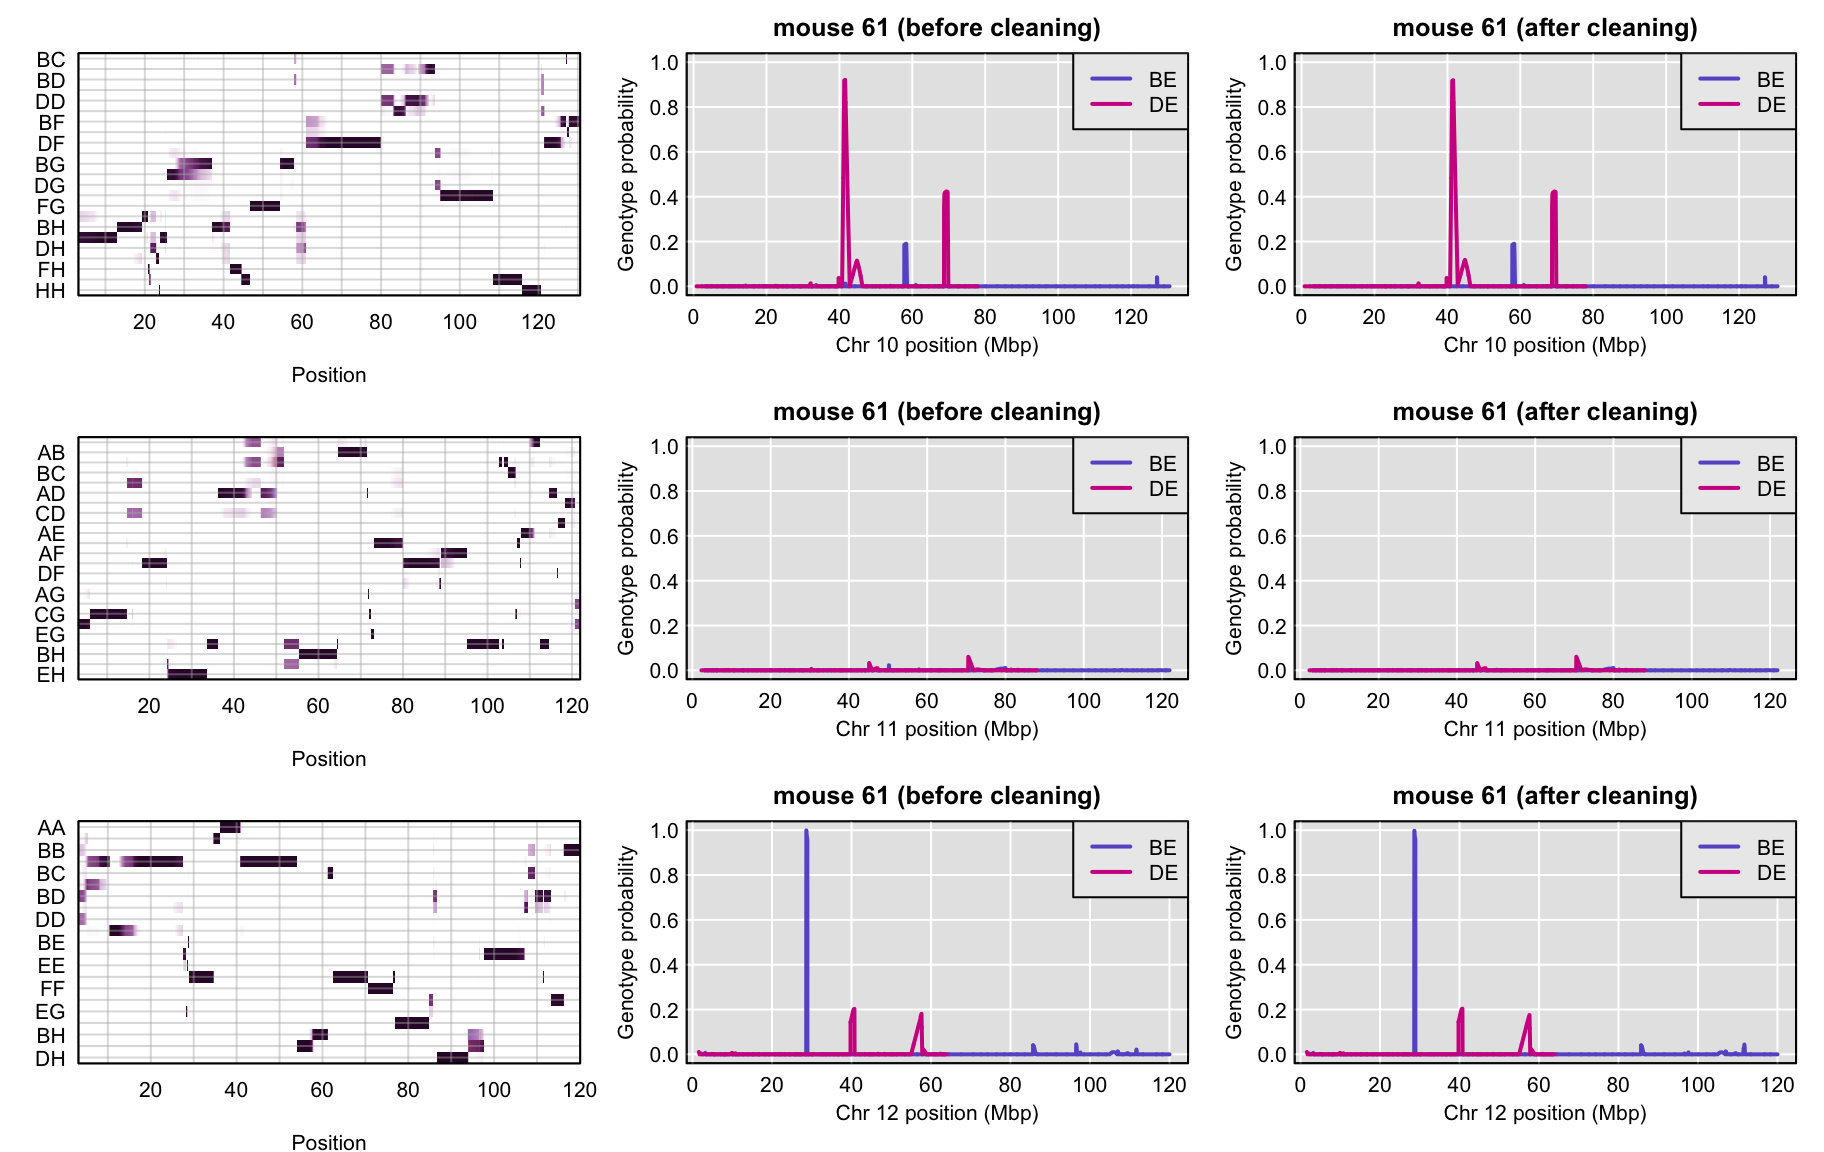 mouse 61 (before cleaning)
mouse 61 (after cleaning)
BC
BD
DD
BF
DF
BG
DG
FG
BH
DH
FH
HH
20 40 60 80 100 120
Position
Genotype probability
1.0
0.8
0.6
0.4
0.2
0.0
BE
DE
0 20 40 60 80 100 120
Chr 10 position (Mbp)
Genotype probability
1.0
0.8
0.6
0.4
0.2
0.0
BE
DE
0 20 40 60 80 100 120
Chr 10 position (Mbp)
mouse 61 (before cleaning)
mouse 61 (after cleaning)
AB
BC
AD
CD
AE
AF
DF
AG
CG
EG
BH
EH
20 40 60 80 100 120
Position
Genotype probability
1.0
0.8
0.6
0.4
0.2
0.0
BE
DE
0 20 40 60 80 100 120
Chr 11 position (Mbp)
Genotype probability
1.0
0.8
0.6
0.4
0.2
0.0
BE
DE
0 20 40 60 80 100 120
Chr 11 position (Mbp)
mouse 61 (before cleaning)
mouse 61 (after cleaning)
AA
BB
BC
BD
DD
BE
EE
FF
EG
BH
DH
20 40 60 80 100 120
Position
Genotype probability
1.0
0.8
0.6
0.4
0.2
0.0
BE
DE
0 20 40 60 80 100 120
Chr 12 position (Mbp)
Genotype probability
1.0
0.8
0.6
0.4
0.2
0.0
BE
DE
0 20 40 60 80 100 120
Chr 12 position (Mbp)